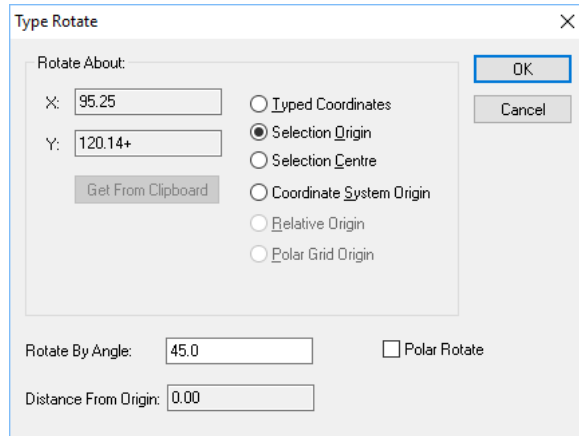 Type Rotate
Rotate About:
OK
X: 95.25
Typed Coordinates
Cancel
Selection Origin
Y: 120.14+
Selection Centre
Get From Clipboard
Coordinate System Origin
Relative Origin
Polar Grid Origin
Rotate By Angle: 45.0
Polar Rotate
Distance From Origin: 0.00